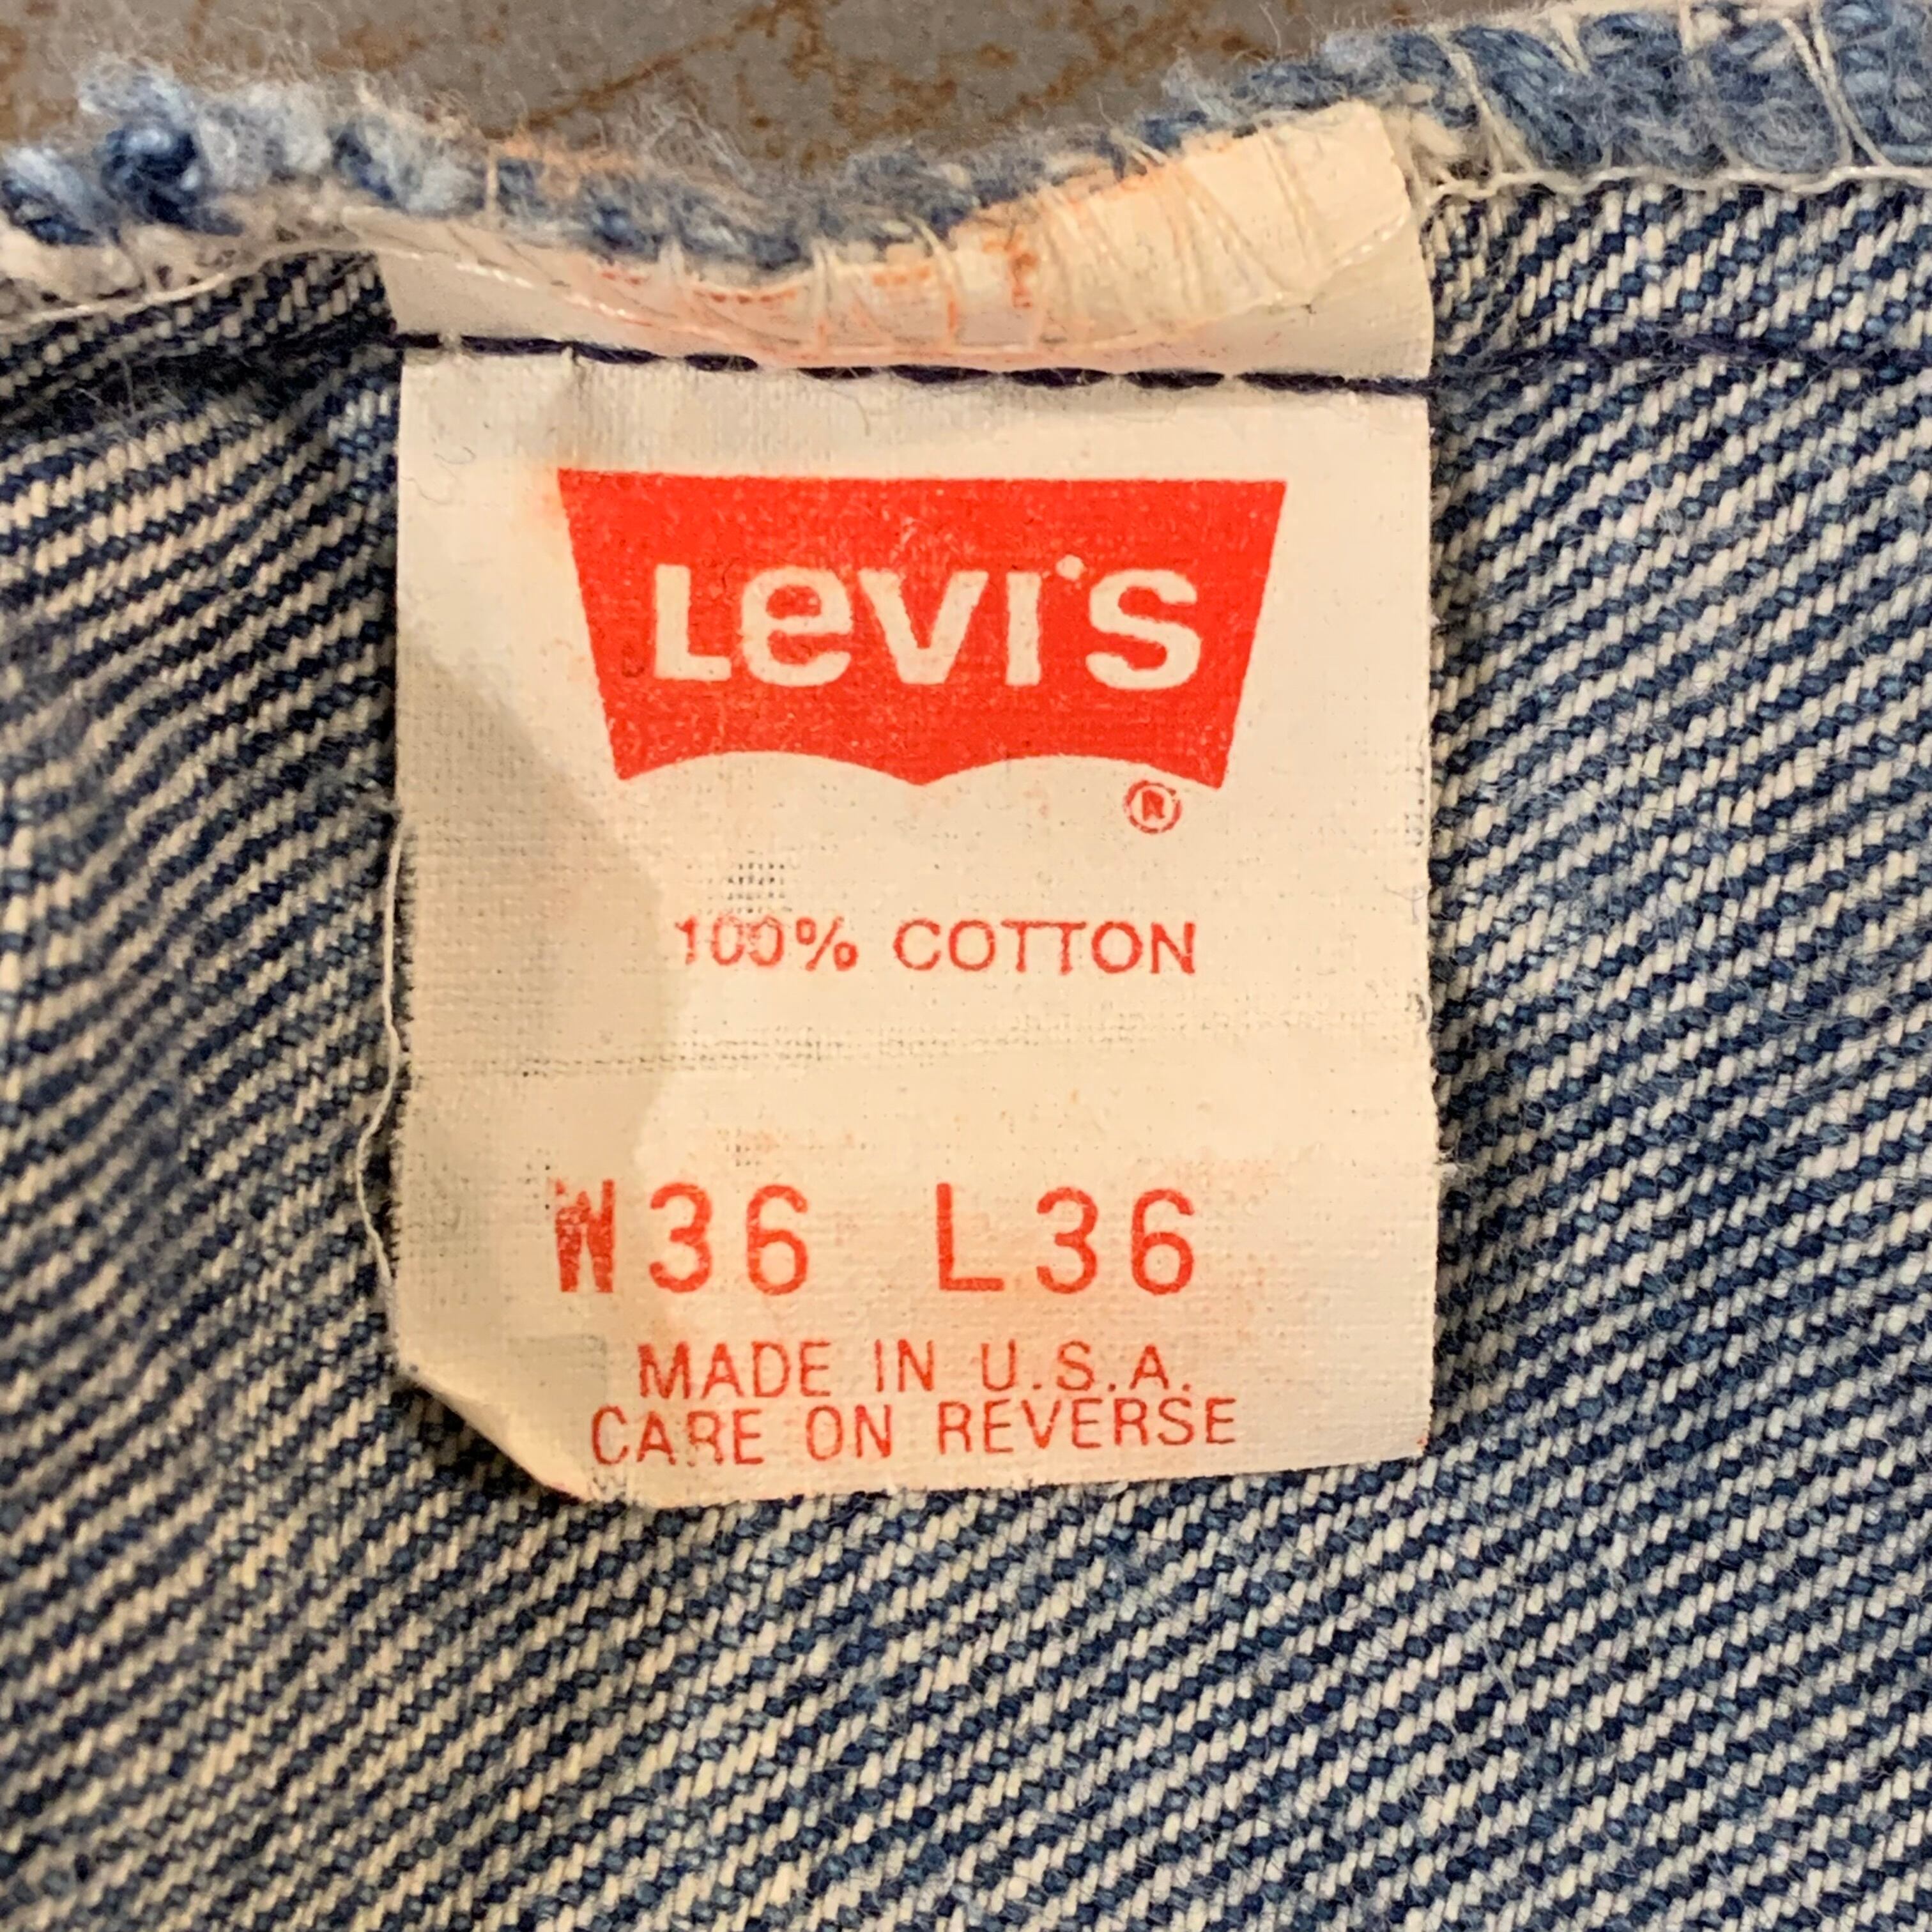 LEVI'S
®
100% COTTON
W36 L36
MADE IN U.S.A.
CARE ON REVERSE